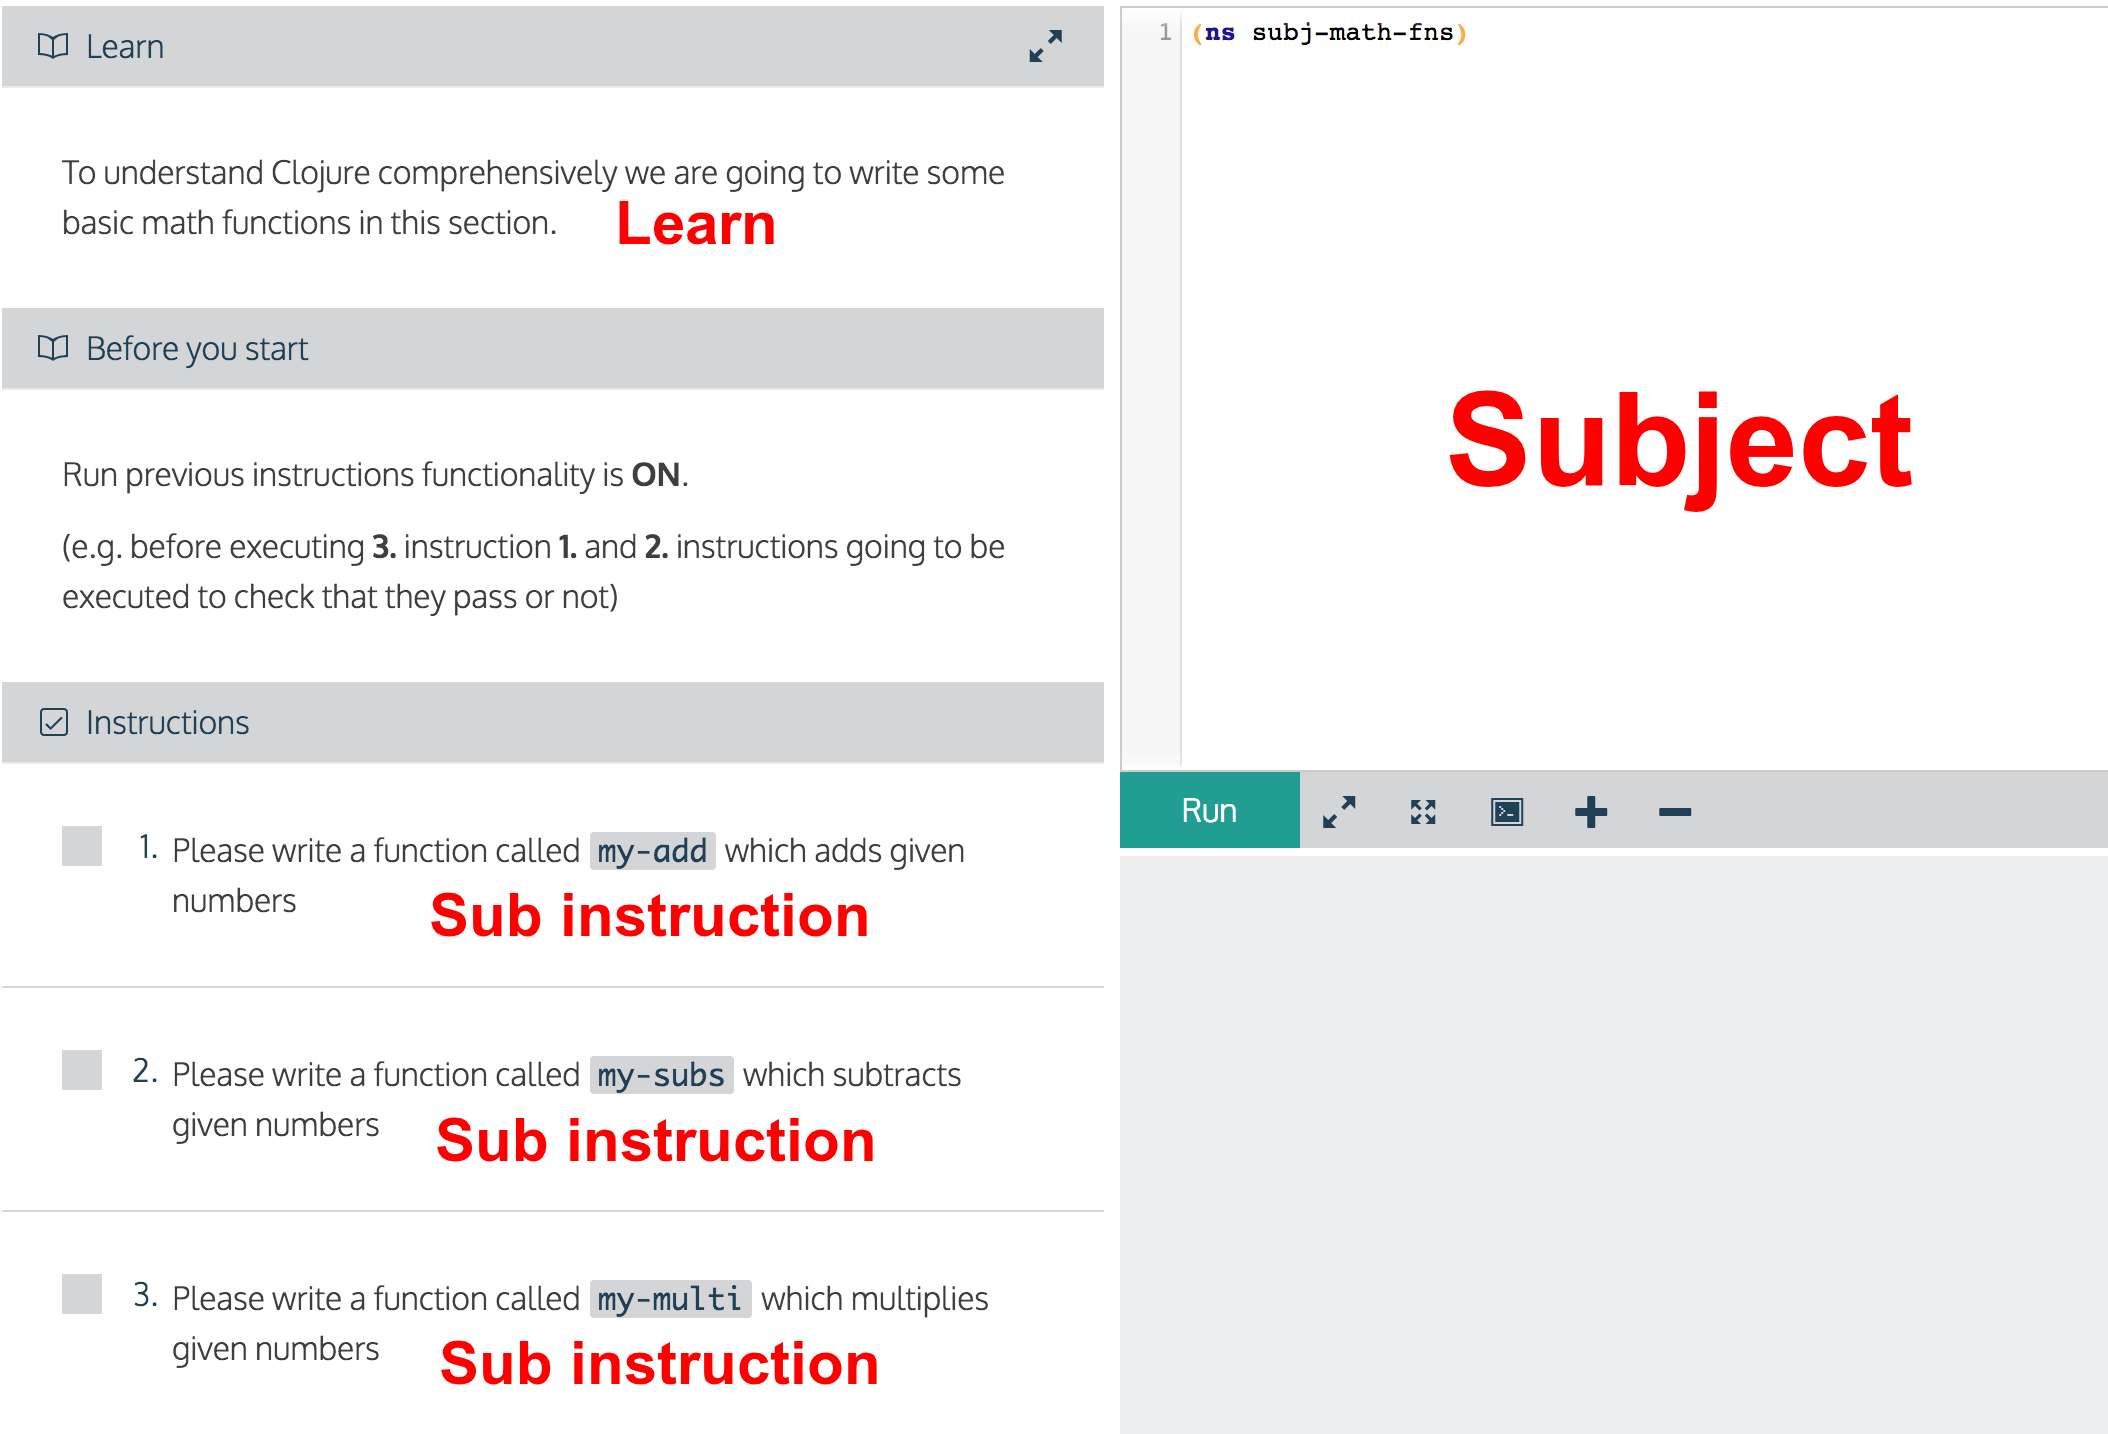 Learn
To understand Clojure comprehensively we are going to write some
basic math functions in this section.
Learn
Before you start
Run previous instructions functionality is ON.
(e.g. before executing 3. instruction 1. and 2. instructions going to be
executed to check that they pass or not)
Instructions
1. Please write a function called my-add which adds given
numbers
Sub instruction
2. Please write a function called my-subs which subtracts
given numbers
Sub instruction
3. Please write a function called my-multi which multiplies
given numbers
Sub instruction
1 (ns subj-math-fns)
Subject
Run